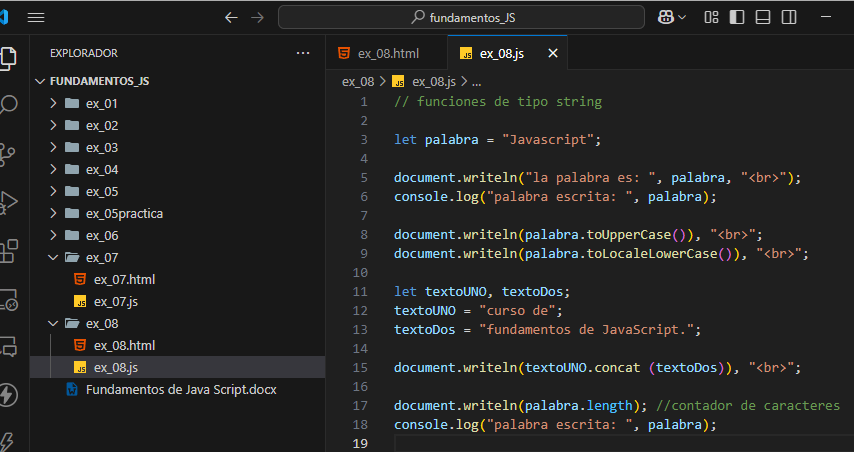 fundamentos_JS
EXPLORADOR
ex_08.html
ex_08.js
FUNDAMENTOS_JS
ex_01
ex_02
ex_03
ex_04
ex_05
ex_05practica
ex_06
ex_07
ex_07.html
ex_07.js
ex_08
ex_08.html
ex_08.js
Fundamentos de Java Script.docx
ex_08 > ex_08.js > ...
1 // funciones de tipo string
2
3 let palabra = "Javascript";
4
5 document.writeln("la palabra es: ", palabra, "<br>");
6 console.log("palabra escrita: ", palabra);
7
8 document.writeln(palabra.toUpperCase()), "<br>";
9 document.writeln(palabra.toLocaleLowerCase()), "<br>";
10
11 let textoUNO, textoDos;
12 textoUNO = "curso de";
13 textoDos = "fundamentos de JavaScript.";
14
15 document.writeln(textoUNO.concat (textoDos)), "<br>";
16
17 document.writeln(palabra.length); //contador de caracteres
18 console.log("palabra escrita: ", palabra);
19